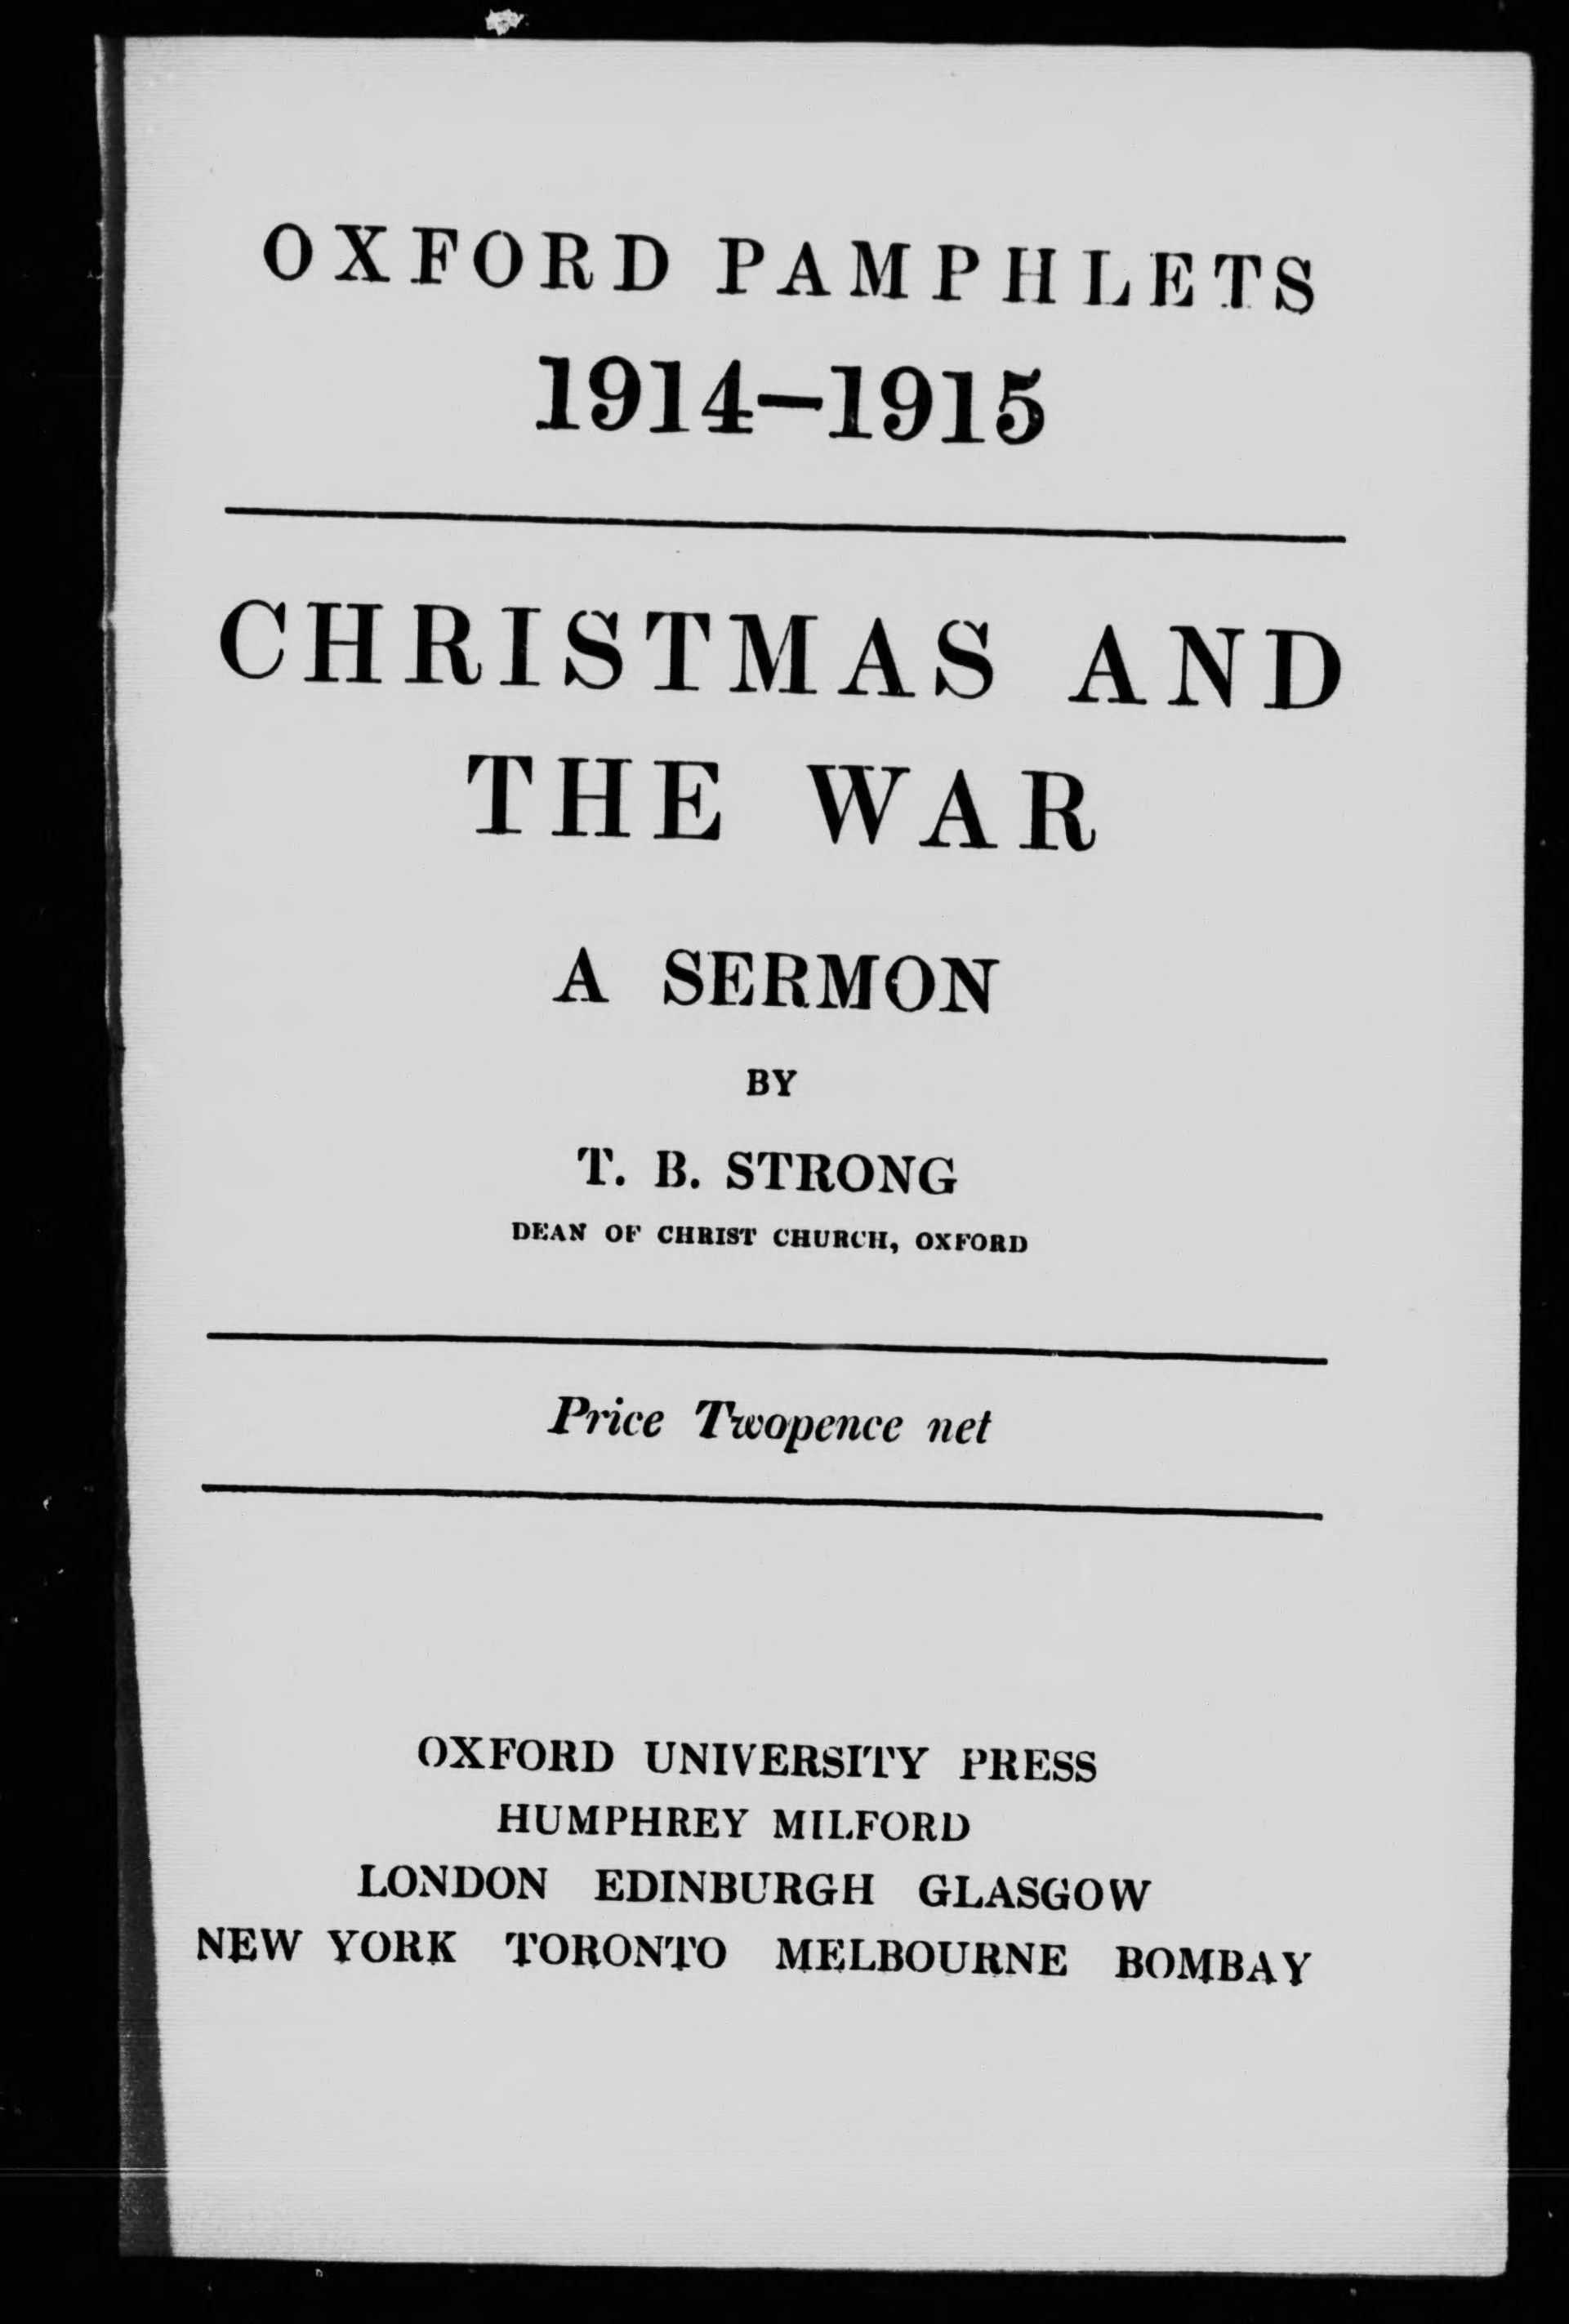 OXFORD PAMPHLETS
1914–1915
CHRISTMAS AND
THE WAR
A SERMON
BY
T. B. STRONG
DEAN OF CHRIST CHURCH, OXFORD
Price Twopence net
OXFORD UNIVERSITY PRESS
HUMPHREY MILFORD
LONDON EDINBURGH GLASGOW
NEW YORK TORONTO MELBOURNE BOMBAY